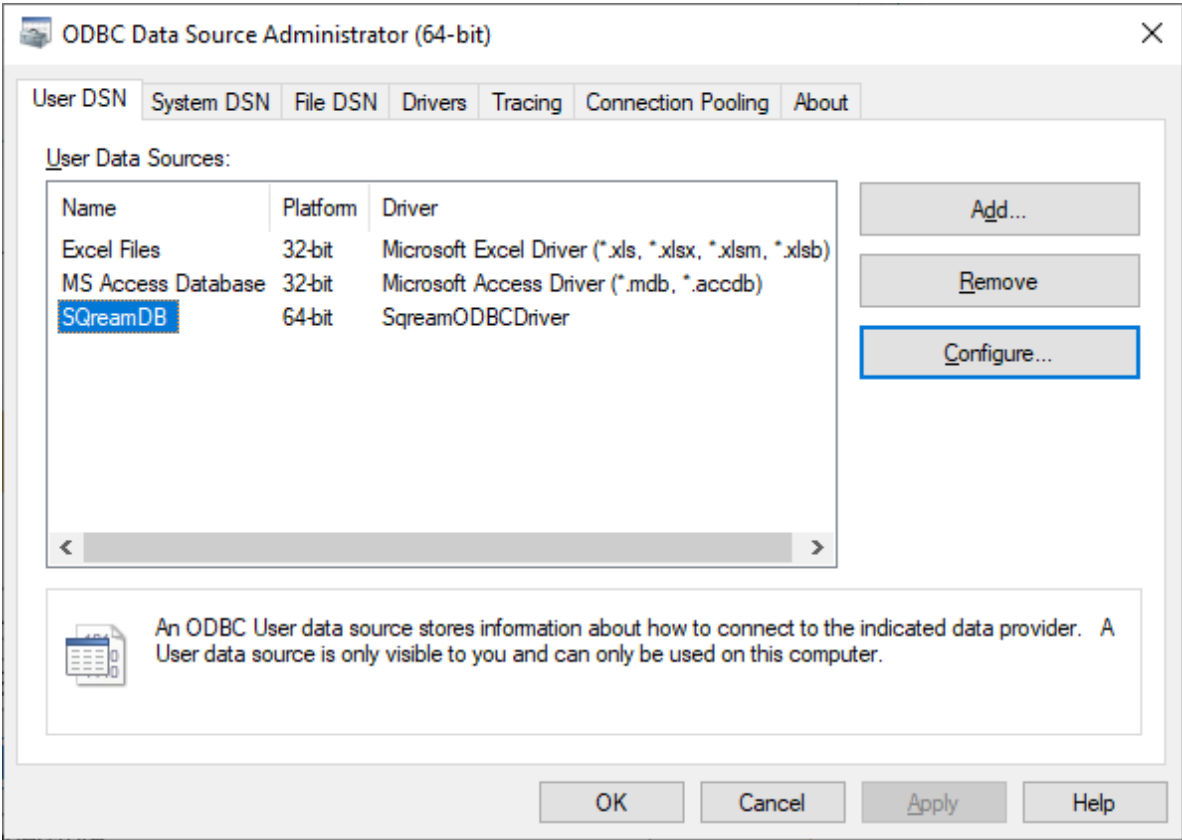 ODBC Data Source Administrator (64-bit)
User DSN System DSN File DSN Drivers Tracing Connection Pooling About
User Data Sources:
Name Platform Driver
Excel Files 32-bit Microsoft Excel Driver (*.xls, *.xlsx, *.xlsm, *.xlsb)
MS Access Database 32-bit Microsoft Access Driver (*.mdb, *.accdb)
SQreamDB 64-bit SqreamODBCDriver
Add...
Remove
Configure...
An ODBC User data source stores information about how to connect to the indicated data provider. A
User data source is only visible to you and can only be used on this computer.
OK Cancel Apply Help